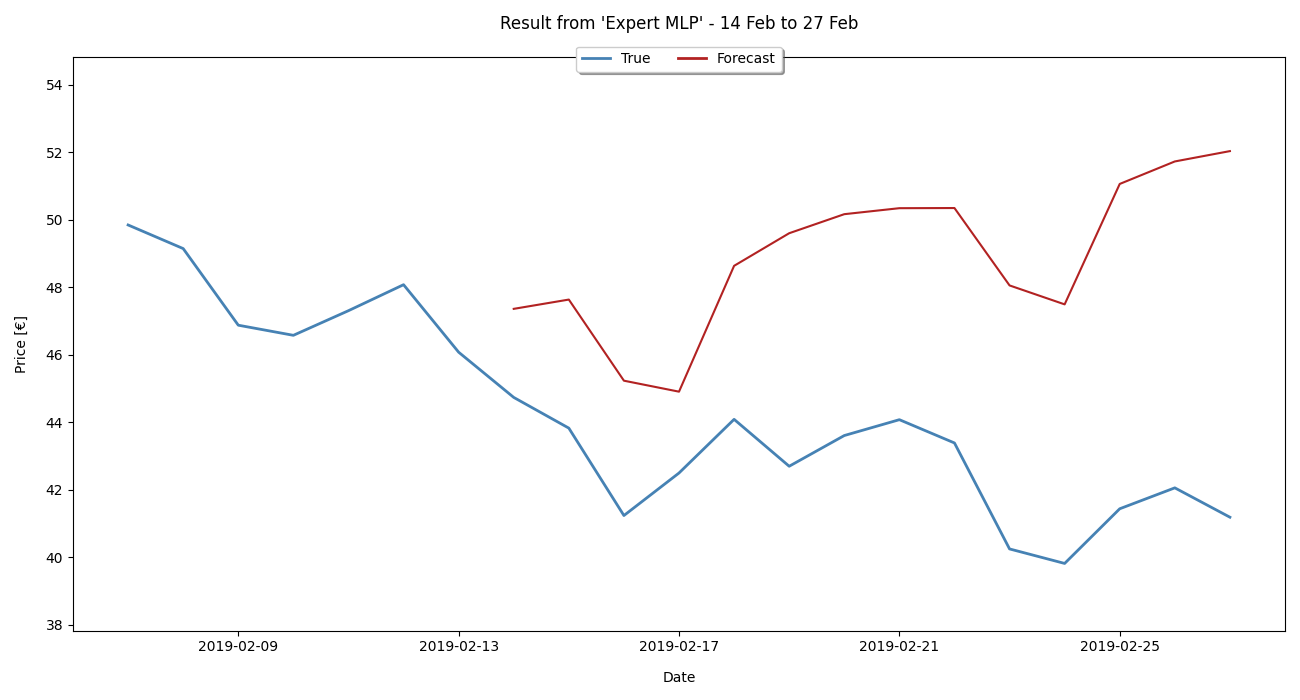 Result from 'Expert MLP' - 14 Feb to 27 Feb
True Forecast
54
52
50
48
46
44
42
40
38
Price [€]
2019-02-09 2019-02-13 2019-02-17 2019-02-21 2019-02-25
Date